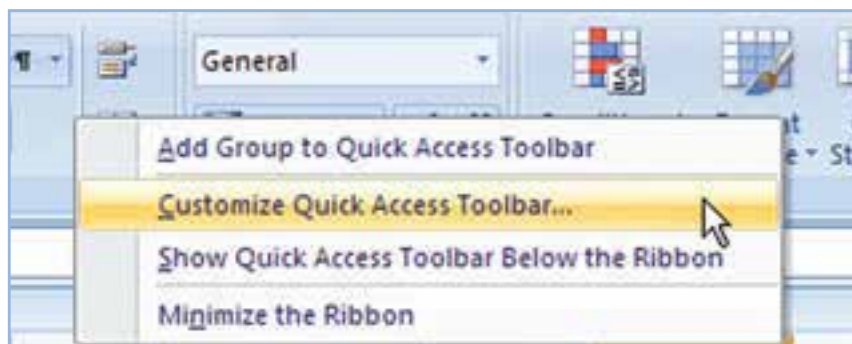 General
Add Group to Quick Access Toolbar
Customize Quick Access Toolbar...
Show Quick Access Toolbar Below the Ribbon
Minimize the Ribbon